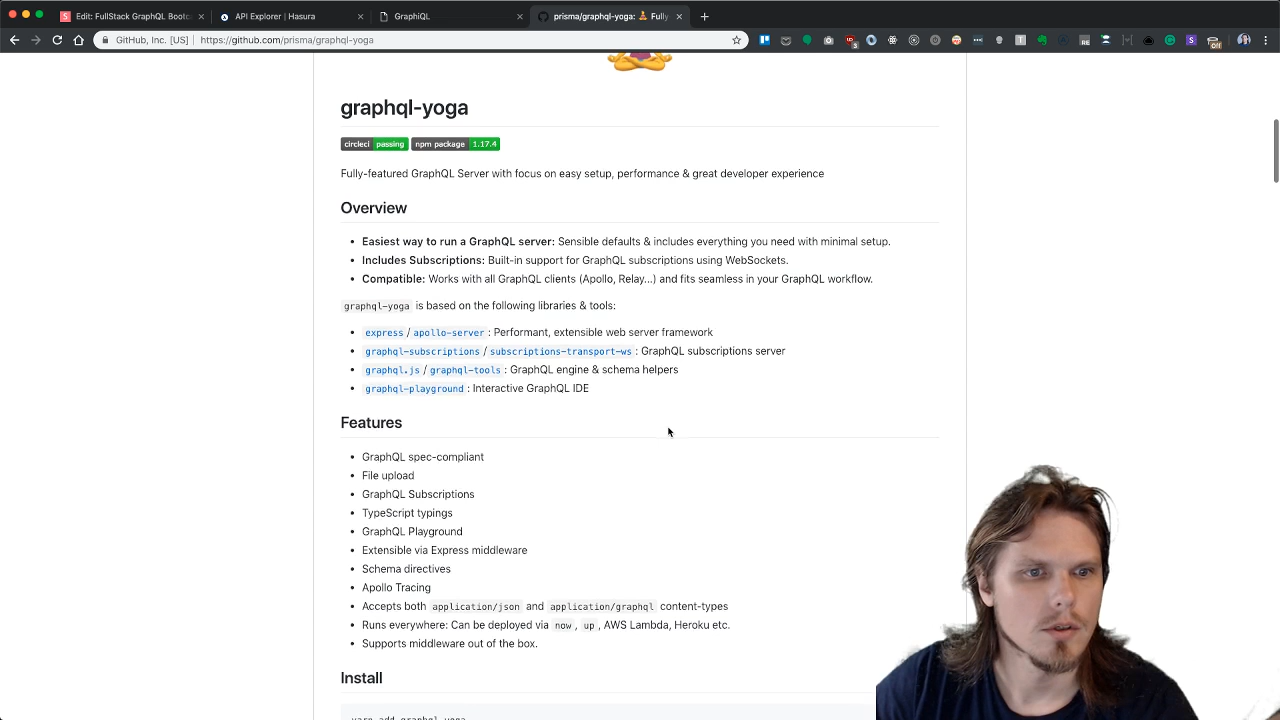 Edit: FullStack GraphQL Bootc
API Explorer | Hasura
GraphiQL
prisma/graphql-yoga: 🧘 Fully
GitHub, Inc. [US] | https://github.com/prisma/graphql-yoga
graphql-yoga
circleci passing npm package 1.17.4
Fully-featured GraphQL Server with focus on easy setup, performance & great developer experience
Overview
• Easiest way to run a GraphQL server: Sensible defaults & includes everything you need with minimal setup.
• Includes Subscriptions: Built-in support for GraphQL subscriptions using WebSockets.
• Compatible: Works with all GraphQL clients (Apollo, Relay...) and fits seamless in your GraphQL workflow.
graphql-yoga is based on the following libraries & tools:
• express / apollo-server : Performant, extensible web server framework
• graphql-subscriptions / subscriptions-transport-ws : GraphQL subscriptions server
• graphql.js / graphql-tools : GraphQL engine & schema helpers
• graphql-playground : Interactive GraphQL IDE
Features
• GraphQL spec-compliant
• File upload
• GraphQL Subscriptions
• TypeScript typings
• GraphQL Playground
• Extensible via Express middleware
• Schema directives
• Apollo Tracing
• Accepts both application/json and application/graphql content-types
• Runs everywhere: Can be deployed via now , up , AWS Lambda, Heroku etc.
• Supports middleware out of the box.
Install
yarn add graphql-yoga